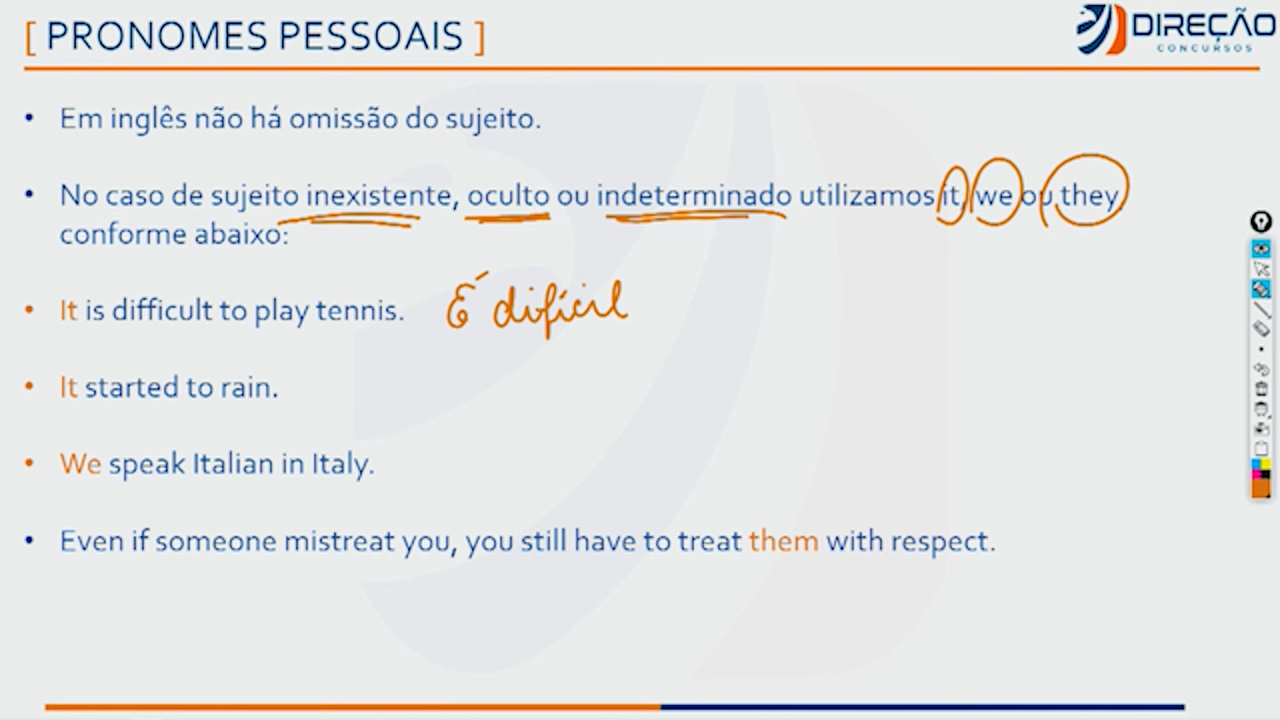 [ PRONOMES PESSOAIS ]
DIREÇÃO
CONCURSOS
• Em inglês não há omissão do sujeito.
• No caso de sujeito inexistente, oculto ou indeterminado utilizamos it, we ou they,
conforme abaixo:
• It is difficult to play tennis. É difícil
• It started to rain.
• We speak Italian in Italy.
• Even if someone mistreat you, you still have to treat them with respect.